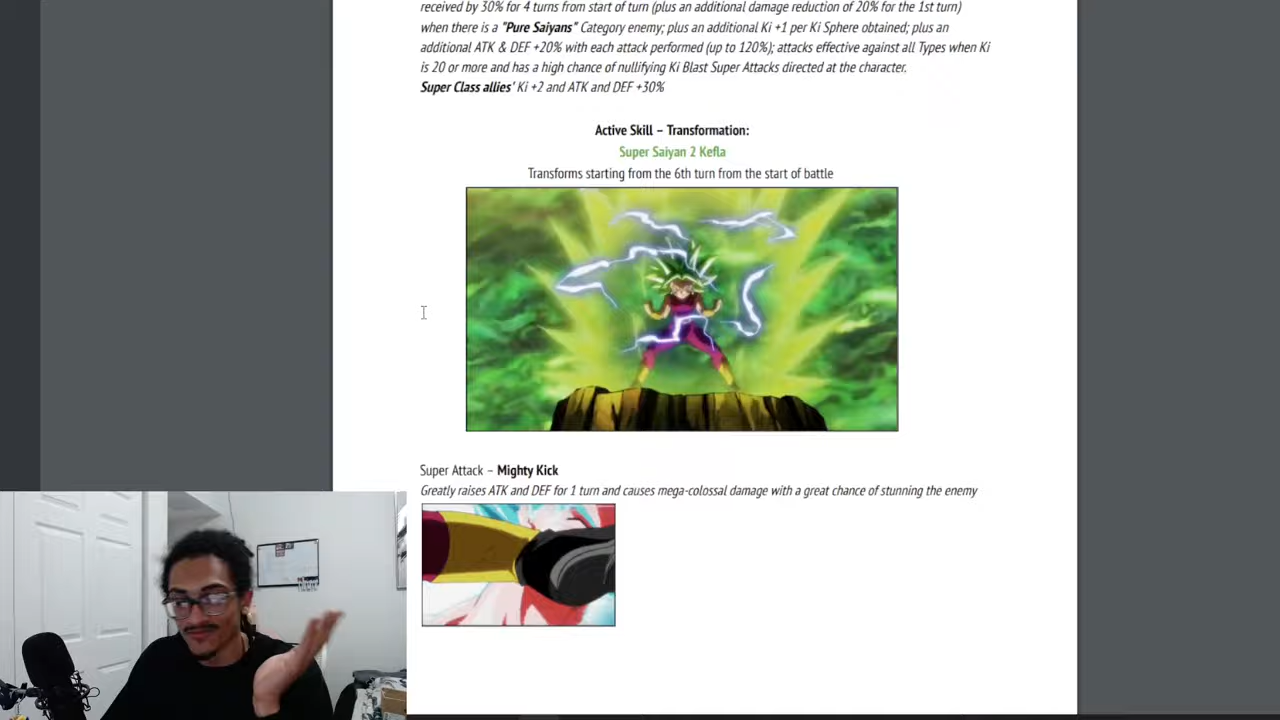 received by 30% for 4 turns from start of turn (plus an additional damage reduction of 20% for the 1st turn)
when there is a "Pure Saiyans" Category enemy; plus an additional Ki +1 per Ki Sphere obtained; plus an
additional ATK & DEF +20% with each attack performed (up to 120%); attacks effective against all Types when Ki
is 20 or more and has a high chance of nullifying Ki Blast Super Attacks directed at the character.
Super Class allies' Ki +2 and ATK and DEF +30%
Active Skill – Transformation:
Super Saiyan 2 Kefla
Transforms starting from the 6th turn from the start of battle
Super Attack – Mighty Kick
Greatly raises ATK and DEF for 1 turn and causes mega-colossal damage with a great chance of stunning the enemy